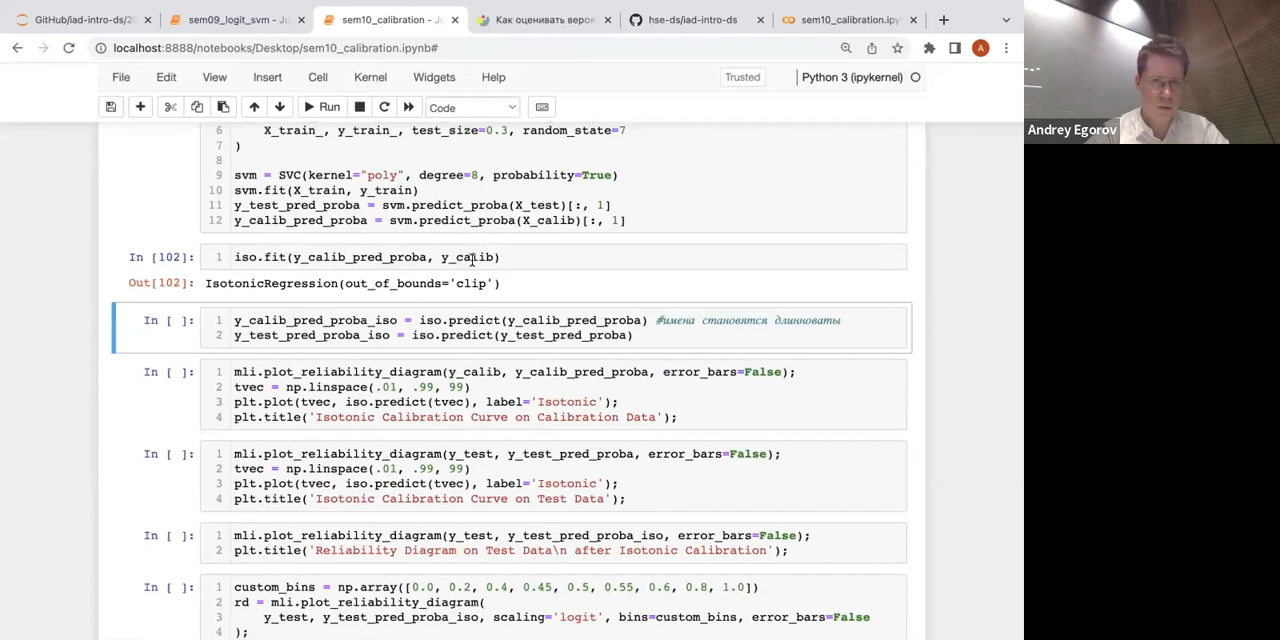 GitHub/iad-intro-ds/20
sem09_logit_svm - Ju
sem10_calibration - J
Как оценивать вероя
hse-ds/iad-intro-ds
sem10_calibration.ipyn
localhost:8888/notebooks/Desktop/sem10_calibration.ipynb#
A
File Edit View Insert Cell Kernel Widgets Help
Trusted
Python 3 (ipykernel)
Run
Code
Andrey Egorov
6 X_train_, y_train_, test_size=0.3, random_state=7
7 )
8
9 svm = SVC(kernel="poly", degree=8, probability=True)
10 svm.fit(X_train, y_train)
11 y_test_pred_proba = svm.predict_proba(X_test)[:, 1]
12 y_calib_pred_proba = svm.predict_proba(X_calib)[:, 1]
In [102]: 1 iso.fit(y_calib_pred_proba, y_calib)
Out[102]: IsotonicRegression(out_of_bounds='clip')
In [ ]: 1 y_calib_pred_proba_iso = iso.predict(y_calib_pred_proba) #имена становятся длинноваты
2 y_test_pred_proba_iso = iso.predict(y_test_pred_proba)
In [ ]: 1 mli.plot_reliability_diagram(y_calib, y_calib_pred_proba, error_bars=False);
2 tvec = np.linspace(.01, .99, 99)
3 plt.plot(tvec, iso.predict(tvec), label='Isotonic');
4 plt.title('Isotonic Calibration Curve on Calibration Data');
In [ ]: 1 mli.plot_reliability_diagram(y_test, y_test_pred_proba, error_bars=False);
2 tvec = np.linspace(.01, .99, 99)
3 plt.plot(tvec, iso.predict(tvec), label='Isotonic');
4 plt.title('Isotonic Calibration Curve on Test Data');
In [ ]: 1 mli.plot_reliability_diagram(y_test, y_test_pred_proba_iso, error_bars=False);
2 plt.title('Reliability Diagram on Test Data\n after Isotonic Calibration');
In [ ]: 1 custom_bins = np.array([0.0, 0.2, 0.4, 0.45, 0.5, 0.55, 0.6, 0.8, 1.0])
2 rd = mli.plot_reliability_diagram(
3 y_test, y_test_pred_proba_iso, scaling='logit', bins=custom_bins, error_bars=False
4 );